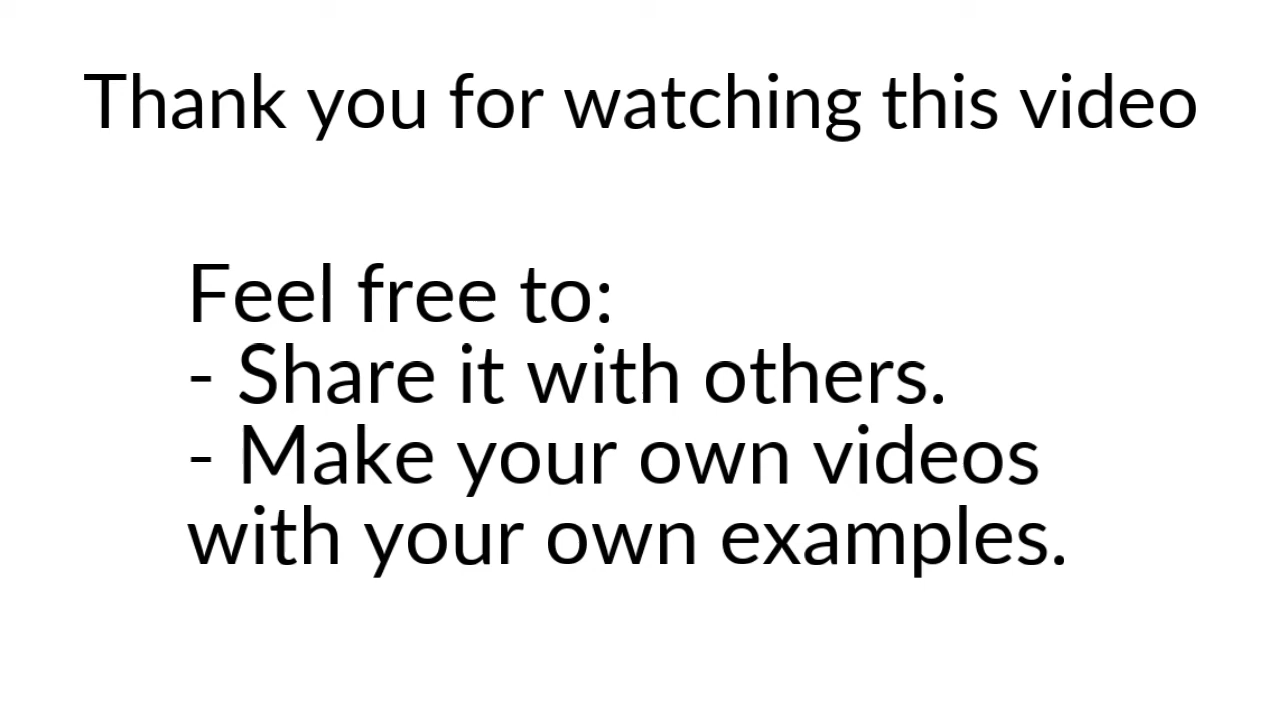 Thank you for watching this video
Feel free to:
- Share it with others.
- Make your own videos
with your own examples.